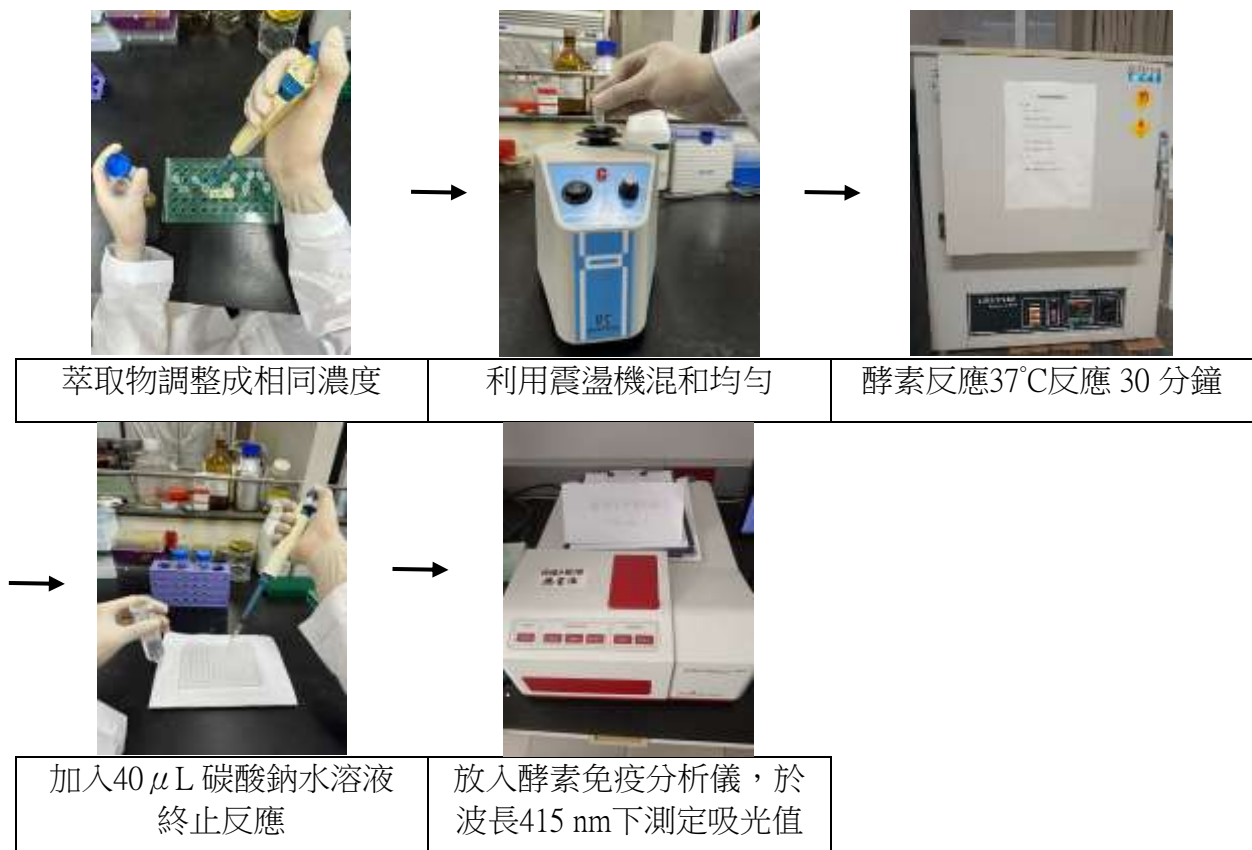 萃取物調整成相同濃度
利用震盪機混和均勻
酵素反應37℃反應 30 分鐘
加入40μL 碳酸鈉水溶液
終止反應
放入酵素免疫分析儀，於
波長415 nm下測定吸光值